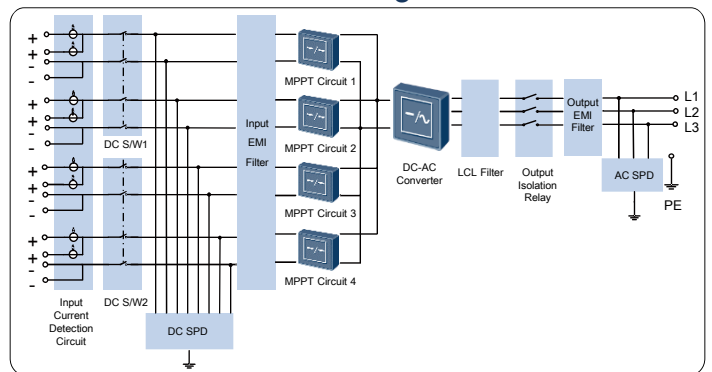 +
+
-
-
+
+
-
-
+
+
-
-
+
+
-
-
Input
Current
Detection
Circuit
DC S/W1
DC S/W2
DC SPD
Input
EMI
Filter
MPPT Circuit 1
MPPT Circuit 2
MPPT Circuit 3
MPPT Circuit 4
DC-AC
Converter
LCL Filter
Output
Isolation
Relay
Output
EMI
Filter
AC SPD
L1
L2
L3
PE